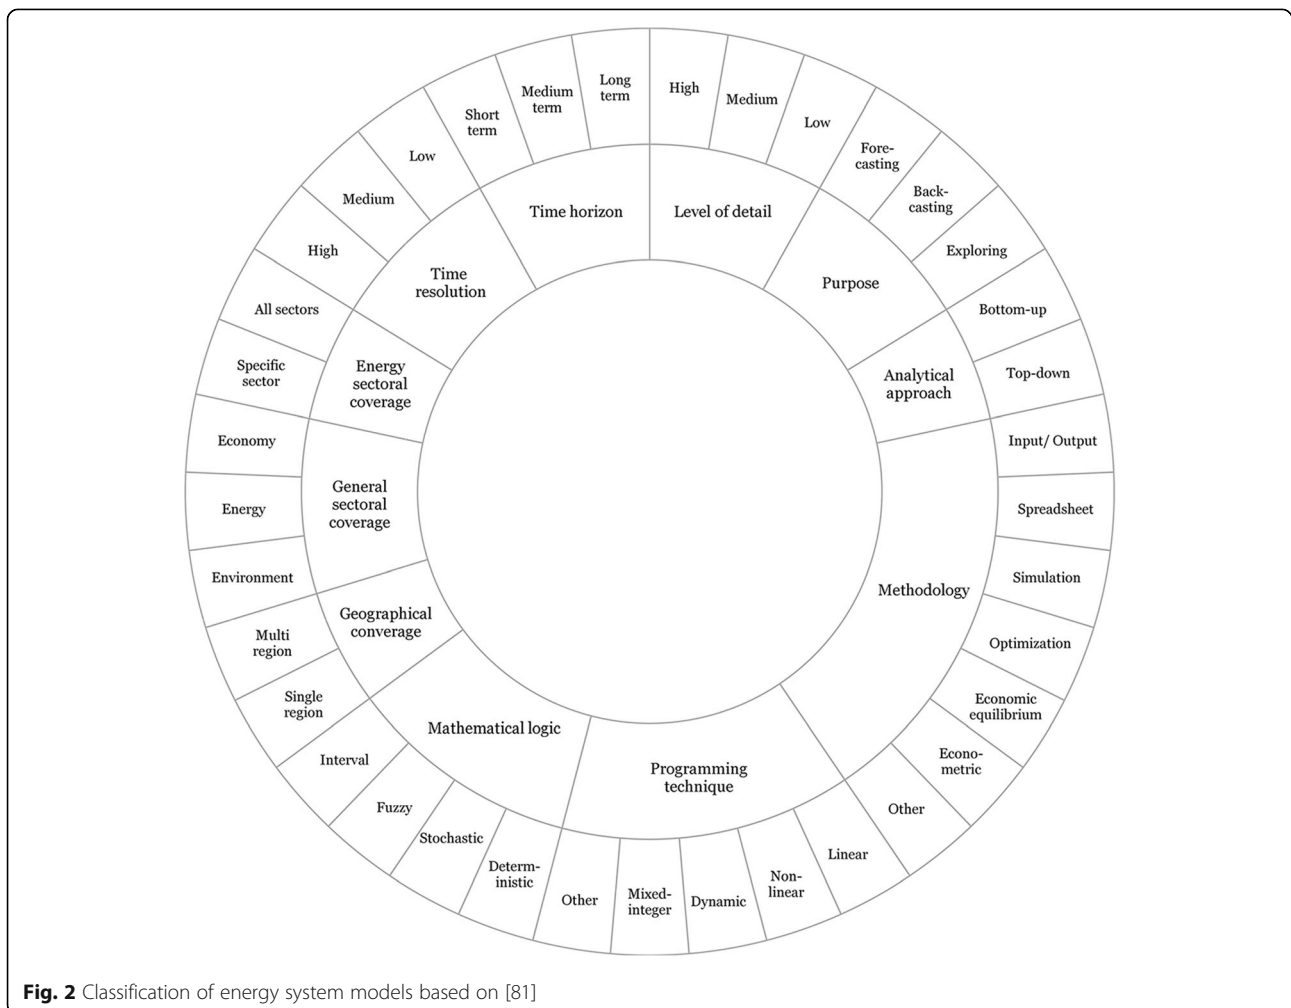 Long
term
High
Medium
Low
Fore-
casting
Back-
casting
Exploring
Bottom-up
Top-down
Input/ Output
Spreadsheet
Simulation
Optimization
Economic
equilibrium
Econo-
metric
Other
Linear
Non-
linear
Dynamic
Mixed-
integer
Other
Determ-
inistic
Stochastic
Fuzzy
Interval
Single
region
Multi
region
Environment
Energy
Economy
Specific
sector
All sectors
High
Medium
Low
Short
term
Medium
term
Time horizon
Level of detail
Purpose
Analytical
approach
Methodology
Programming
technique
Mathematical logic
Geographical
converage
General
sectoral
coverage
Energy
sectoral
coverage
Time
resolution
Fig. 2 Classification of energy system models based on [81]